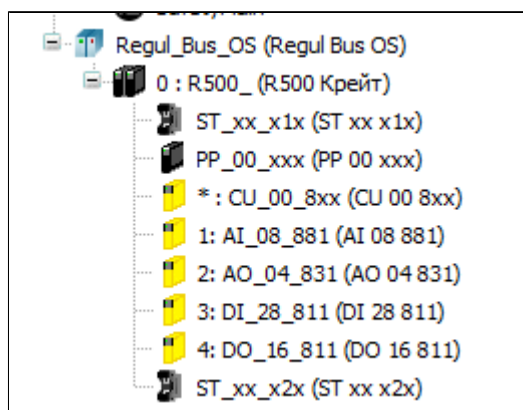 Regul_Bus_OS (Regul Bus OS)
0 : R500_ (R500 Крейт)
ST_xx_x1x (ST xx x1x)
PP_00_xxx (PP 00 xxx)
* : CU_00_8xx (CU 00 8xx)
1: AI_08_881 (AI 08 881)
2: AO_04_831 (AO 04 831)
3: DI_28_811 (DI 28 811)
4: DO_16_811 (DO 16 811)
ST_xx_x2x (ST xx x2x)